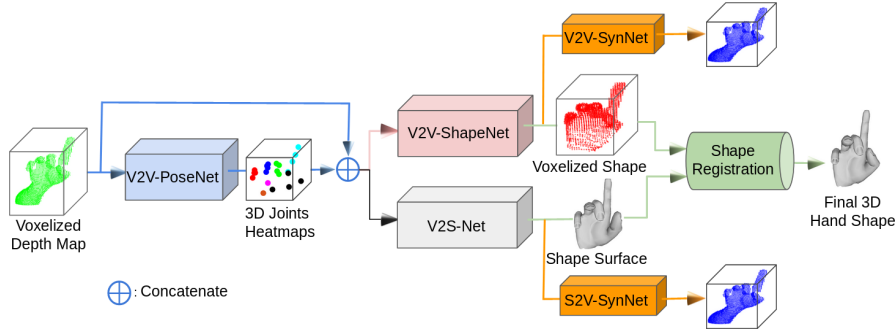 V2V-SynNet
V2V-ShapeNet
Voxelized Shape
V2V-PoseNet
Shape
Registration
3D Joints
Heatmaps
Voxelized
Depth Map
V2S-Net
Shape Surface
Final 3D
Hand Shape
: Concatenate
S2V-SynNet